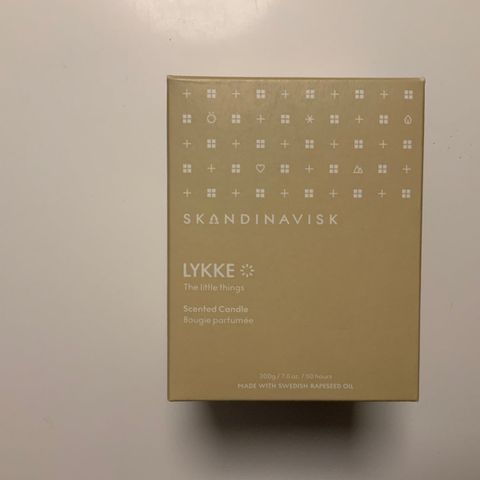 SKANDINAVISK
LYKKE
The little things
Scented Candle
Bougie parfumée
200g / 7.0 oz. / 50 hours
MADE WITH SWEDISH RAPESEED OIL